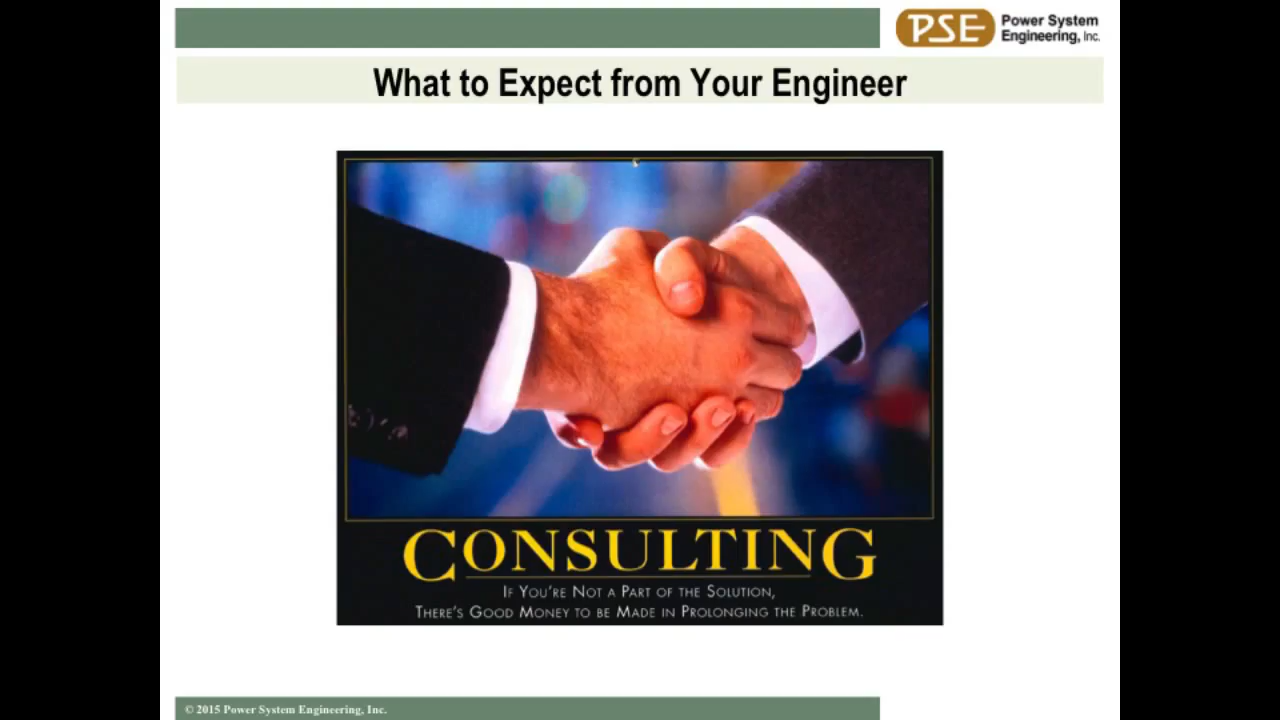 PSE
Power System
Engineering, Inc.
What to Expect from Your Engineer
CONSULTING
IF YOU'RE NOT A PART OF THE SOLUTION,
THERE'S GOOD MONEY TO BE MADE IN PROLONGING THE PROBLEM.
© 2015 Power System Engineering, Inc.